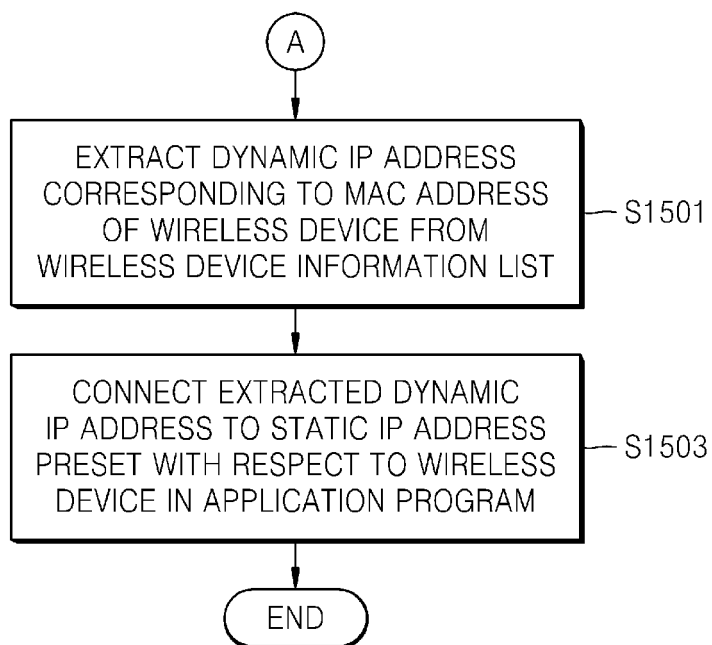 A
EXTRACT DYNAMIC IP ADDRESS
CORRESPONDING TO MAC ADDRESS
OF WIRELESS DEVICE FROM
WIRELESS DEVICE INFORMATION LIST
S1501
CONNECT EXTRACTED DYNAMIC
IP ADDRESS TO STATIC IP ADDRESS
PRESET WITH RESPECT TO WIRELESS
DEVICE IN APPLICATION PROGRAM
S1503
END